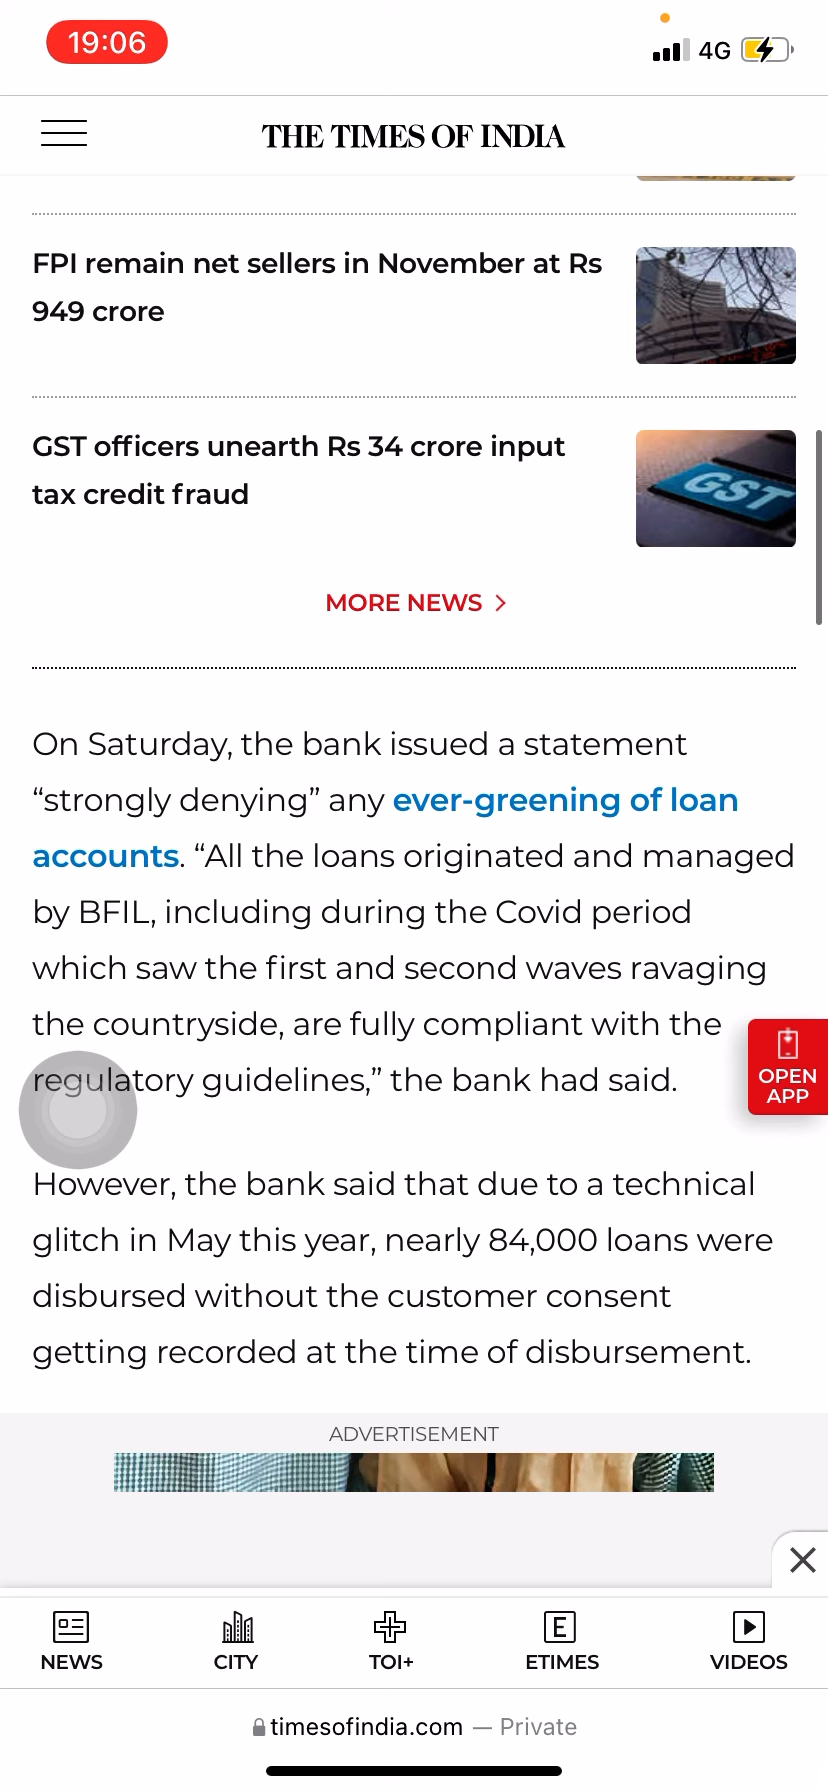 19:06
4G
THE TIMES OF INDIA
FPI remain net sellers in November at Rs
949 crore
GST officers unearth Rs 34 crore input
tax credit fraud
GST
MORE NEWS >
On Saturday, the bank issued a statement
“strongly denying” any ever-greening of loan
accounts. “All the loans originated and managed
by BFIL, including during the Covid period
which saw the first and second waves ravaging
the countryside, are fully compliant with the
regulatory guidelines,” the bank had said.
OPEN
APP
However, the bank said that due to a technical
glitch in May this year, nearly 84,000 loans were
disbursed without the customer consent
getting recorded at the time of disbursement.
ADVERTISEMENT
NEWS
CITY
TOI+
E
ETIMES
VIDEOS
timesofindia.com — Private